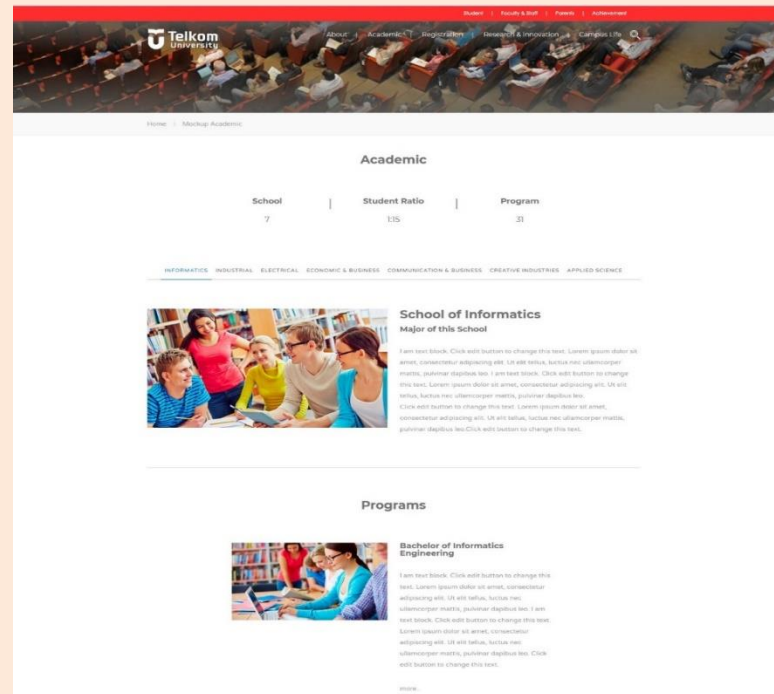 Student | Faculty & Staff | Parents | Achievement
Telkom
University
About | Academic | Registration | Research & Innovation | Campus Life
Home > Mockup Academic
Academic
School | Student Ratio | Program
7 1:15 31
INFORMATICS INDUSTRIAL ELECTRICAL ECONOMIC & BUSINESS COMMUNICATION & BUSINESS CREATIVE INDUSTRIES APPLIED SCIENCE
School of Informatics
Major of this School
I am text block. Click edit button to change this text. Lorem ipsum dolor sit
amet, consectetur adipiscing elit. Ut elit tellus, luctus nec ullamcorper
mattis, pulvinar dapibus leo. I am text block. Click edit button to change
this text. Lorem ipsum dolor sit amet, consectetur adipiscing elit. Ut elit
tellus, luctus nec ullamcorper mattis, pulvinar dapibus leo.
Click edit button to change this text. Lorem ipsum dolor sit amet,
consectetur adipiscing elit. Ut elit tellus, luctus nec ullamcorper mattis,
pulvinar dapibus leo.Click edit button to change this text.
Programs
Bachelor of Informatics
Engineering
I am text block. Click edit button to change this
text. Lorem ipsum dolor sit amet, consectetur
adipiscing elit. Ut elit tellus, luctus nec
ullamcorper mattis, pulvinar dapibus leo. I am
text block. Click edit button to change this text.
Lorem ipsum dolor sit amet, consectetur
adipiscing elit. Ut elit tellus, luctus nec
ullamcorper mattis, pulvinar dapibus leo. Click
edit button to change this text.
more.